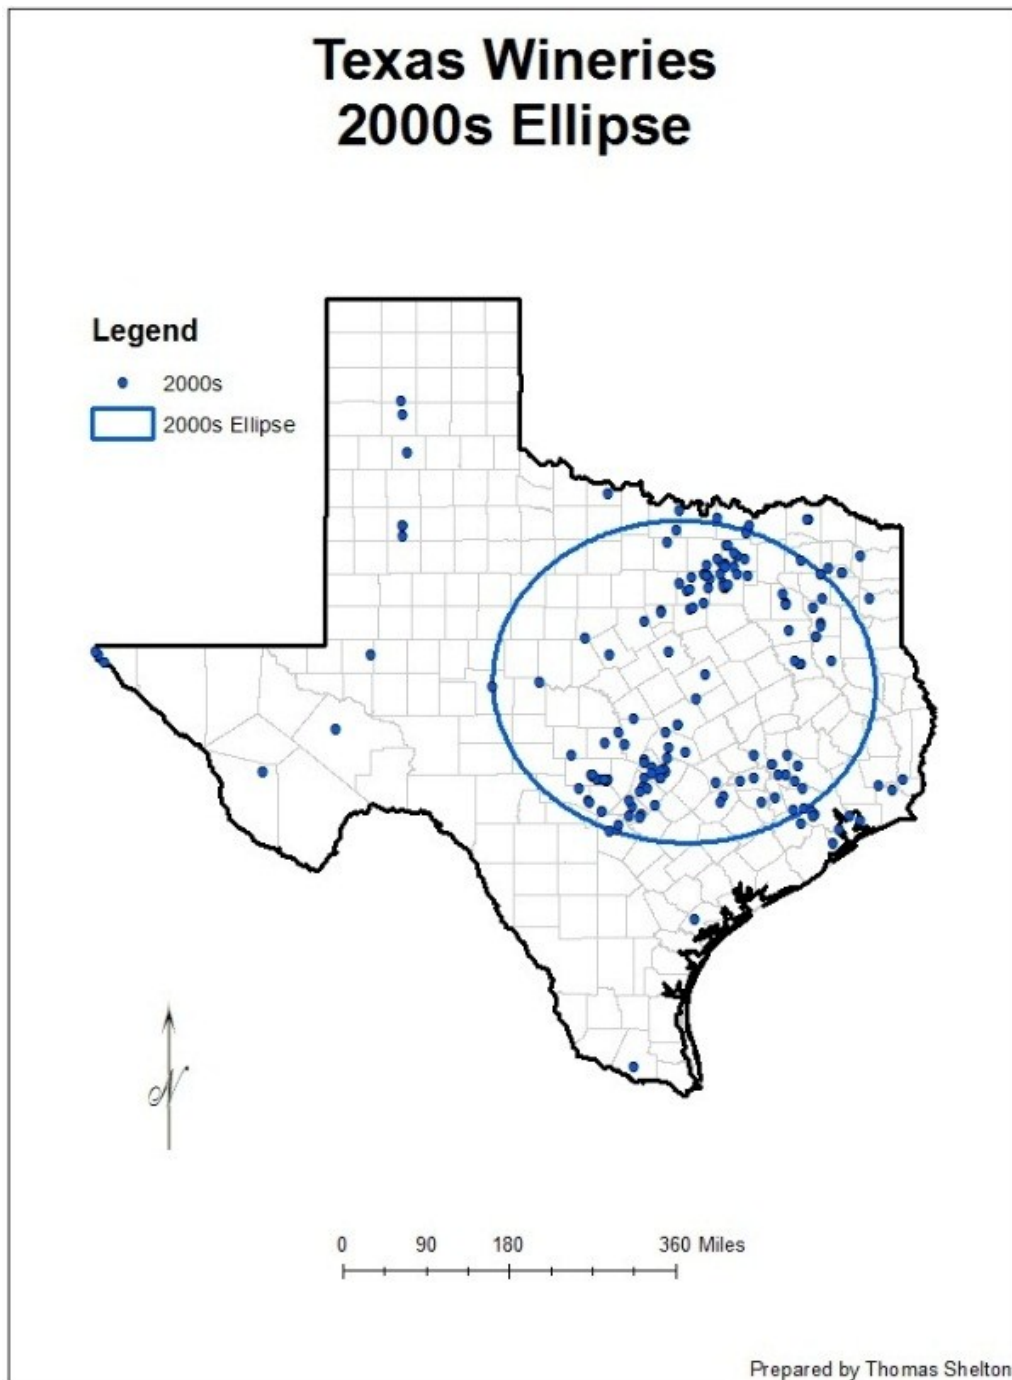 Texas Wineries
2000s Ellipse
Legend
2000s
2000s Ellipse
N
0 90 180 360 Miles
Prepared by Thomas Shelton